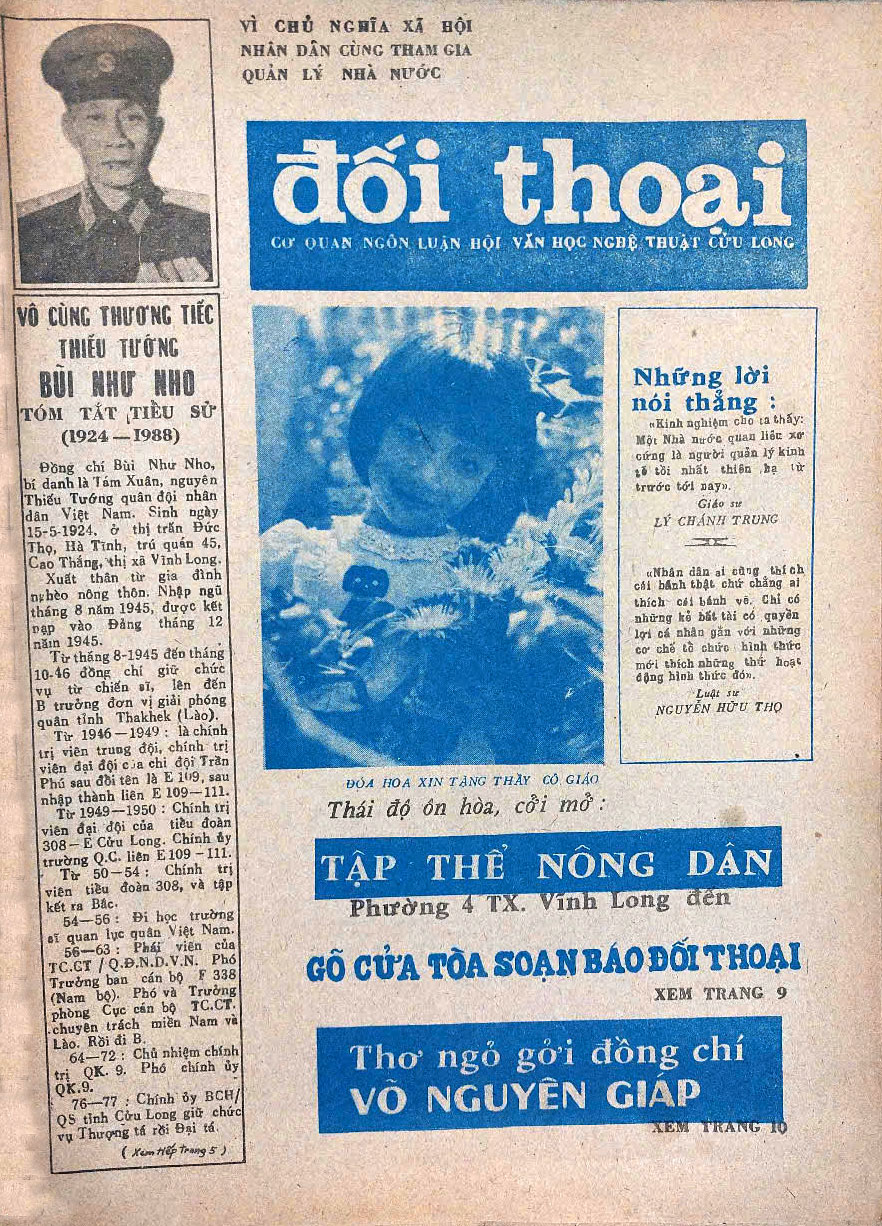 VÌ CHỦ NGHĨA XÃ HỘI
NHÂN DÂN CÙNG THAM GIA
QUẢN LÝ NHÀ NƯỚC
đối thoại
CƠ QUAN NGÔN LUẬN HỘI VĂN HỌC NGHỆ THUẬT CỬU LONG
VÔ CÙNG THƯƠNG TIẾC
THIẾU TƯỚNG
BÙI NHƯ NHO
TÓM TẮT TIỂU SỬ
(1924 — 1988)
Đồng chí Bùi Như Nho,
bí danh là Tám Xuân, nguyên
Thiếu Tướng quân đội nhân
dân Việt Nam. Sinh ngày
15-5-1924, ở thị trấn Đức
Thọ, Hà Tĩnh, trú quán 45,
Cao Thắng, thị xã Vĩnh Long.
Xuất thân từ gia đình
nghèo nông thôn. Nhập ngũ
tháng 8 năm 1945, được kết
nạp vào Đảng tháng 12
năm 1945.
Từ tháng 8-1945 đến tháng
10-46 đồng chí giữ chức
vụ từ chiến sĩ, lên đến
B trưởng đơn vị giải phóng
quân tỉnh Thakhek (Lào).
Từ 1946 — 1949 : là chính
trị viên trung đội, chính trị
viên đại đội của chi đội Trần
Phú sau đổi tên là E 109, sau
nhập thành liên E 109—111.
Từ 1949—1950 : Chính trị
viên đại đội của tiểu đoàn
308 — E Cửu Long. Chính ủy
trường Q.C. liên E109 - 111.
Từ 50—54 : Chính trị
viên tiểu đoàn 308, và tập
kết ra Bắc.
54—56 : Đi học trường
sĩ quan lục quân Việt Nam.
56—63 : Phái viên của
TC.CT / Q.Đ.N.D.V.N. Phó
Trưởng ban cán bộ F 338
(Nam bộ). Phó và Trưởng
phòng Cục cán bộ TC.CT.
chuyên trách miền Nam và
Lào. Rồi đi B.
64—72 : Chủ nhiệm chính
trị QK. 9. Phó chính ủy
QK.9.
76—77 : Chính ủy BCH/
QS tỉnh Cửu Long giữ chức
vụ Thượng tá rồi Đại tá.
( Xem tiếp Trang 5 )
Những lời
nói thẳng :
«Kinh nghiệm cho ta thấy:
Một Nhà nước quan liêu xơ
cứng là người quản lý kinh
tế tồi nhất thiên hạ từ
trước tới nay».
Giáo sư
LÝ CHÁNH TRUNG
«Nhân dân ai cũng thích
cái bánh thật chứ chẳng ai
thích cái bánh vẽ. Chỉ có
những kẻ bất tài có quyền
lợi cá nhân gắn với những
cơ chế tổ chức hình thức
mới thích những thứ hoạt
động hình thức đó».
Luật sư
NGUYỄN HỮU THỌ
ĐÓA HOA XIN TẶNG THẦY CÔ GIÁO
Thái độ ôn hòa, cởi mở :
TẬP THỂ NÔNG DÂN
Phường 4 TX. Vĩnh Long đến
GÕ CỬA TÒA SOẠN BÁO ĐỐI THOẠI
XEM TRANG 9
Thơ ngỏ gởi đồng chí
VÕ NGUYÊN GIÁP
XEM TRANG 10